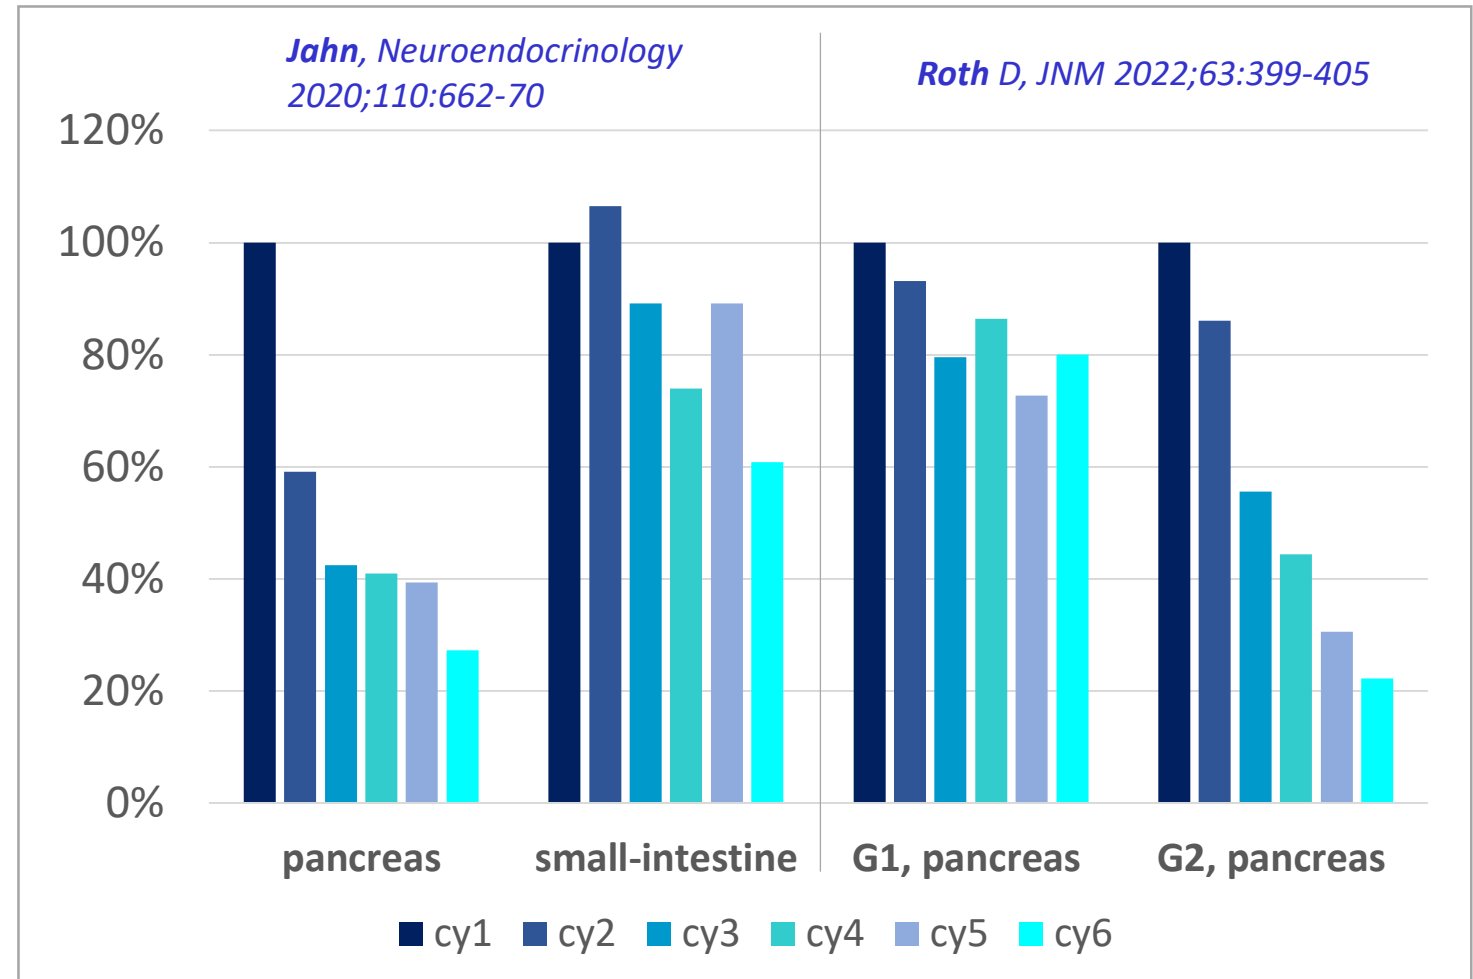 Jahn, Neuroendocrinology
2020;110:662-70
Roth D, JNM 2022;63:399-405
120%
100%
80%
60%
40%
20%
0%
pancreas small-intestine G1, pancreas G2, pancreas
cy1 cy2 cy3 cy4 cy5 cy6